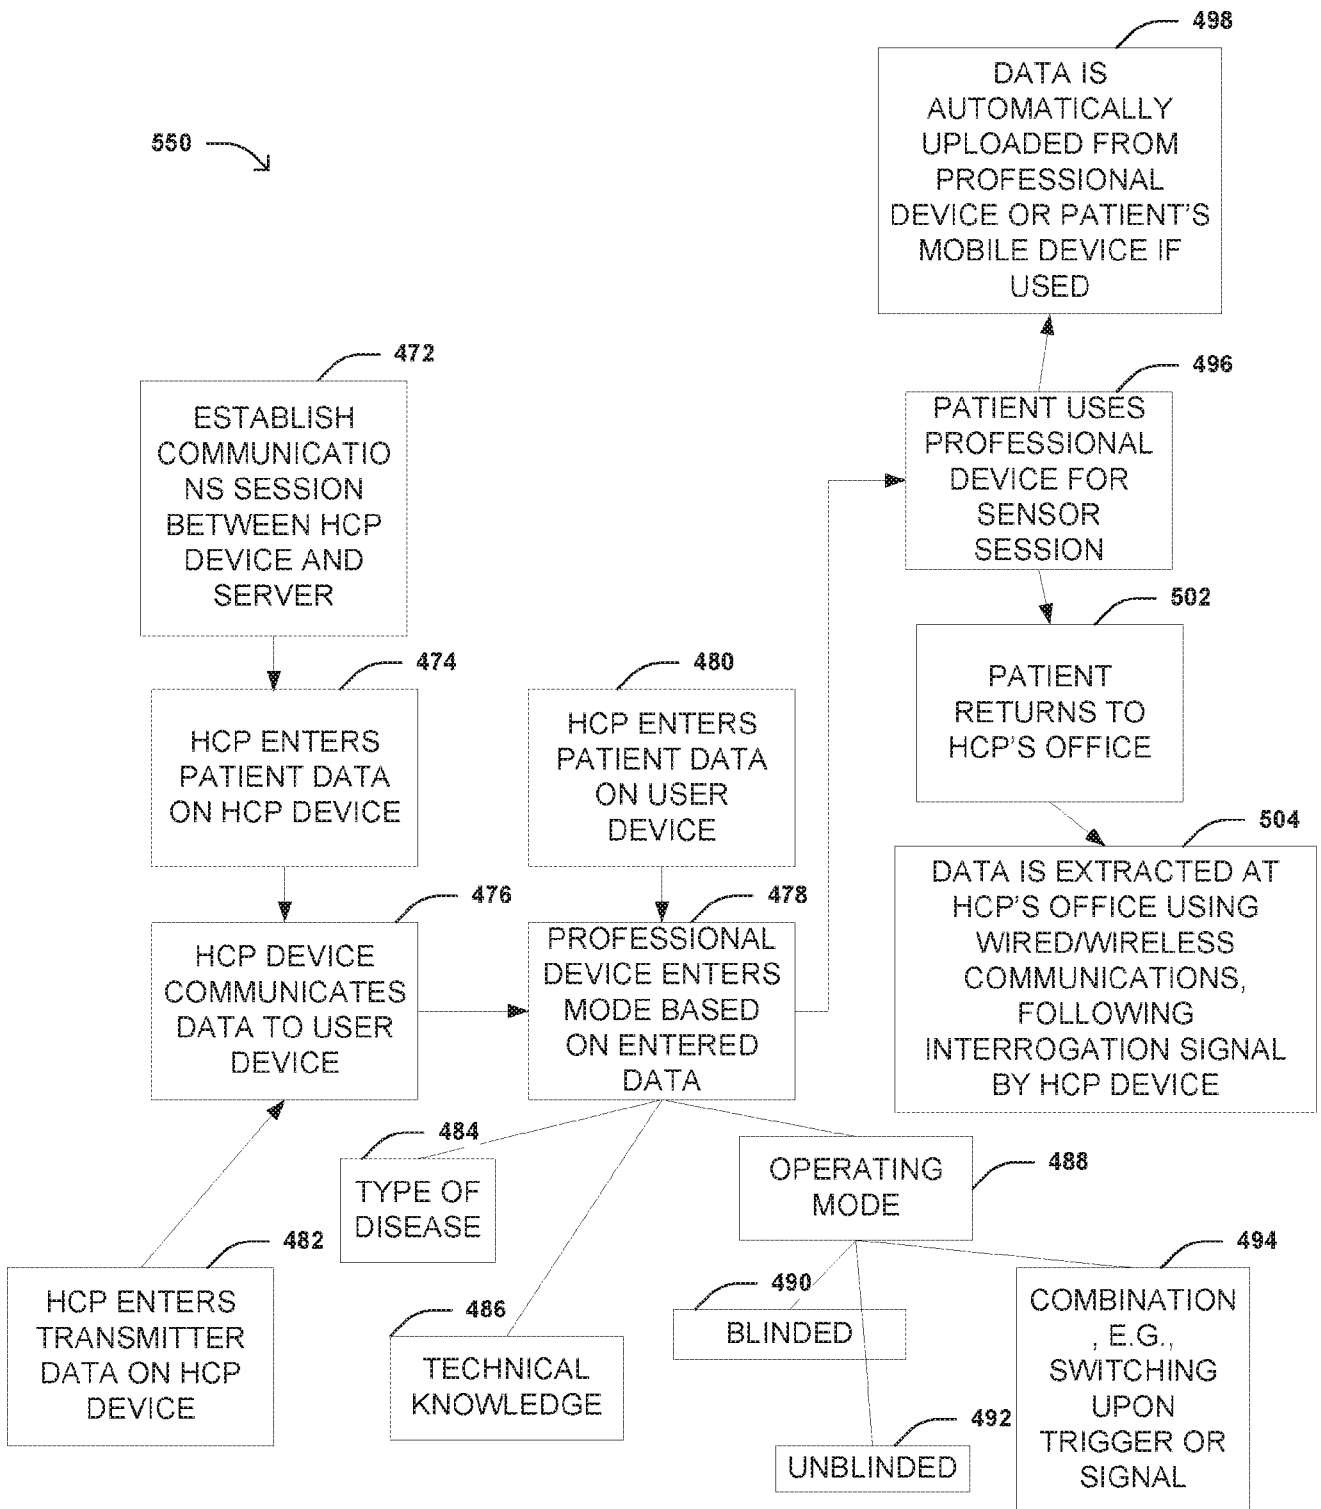 498
DATA IS
AUTOMATICALLY
UPLOADED FROM
PROFESSIONAL
DEVICE OR PATIENT'S
MOBILE DEVICE IF
USED
550
472
ESTABLISH
COMMUNICATIO
NS SESSION
BETWEEN HCP
DEVICE AND
SERVER
496
PATIENT USES
PROFESSIONAL
DEVICE FOR
SENSOR
SESSION
474
HCP ENTERS
PATIENT DATA
ON HCP DEVICE
480
HCP ENTERS
PATIENT DATA
ON USER
DEVICE
502
PATIENT
RETURNS TO
HCP'S OFFICE
476
HCP DEVICE
COMMUNICATES
DATA TO USER
DEVICE
478
PROFESSIONAL
DEVICE ENTERS
MODE BASED
ON ENTERED
DATA
504
DATA IS EXTRACTED AT
HCP'S OFFICE USING
WIRED/WIRELESS
COMMUNICATIONS,
FOLLOWING
INTERROGATION SIGNAL
BY HCP DEVICE
484
TYPE OF
DISEASE
488
OPERATING
MODE
482
HCP ENTERS
TRANSMITTER
DATA ON HCP
DEVICE
486
TECHNICAL
KNOWLEDGE
490
BLINDED
492
UNBLINDED
494
COMBINATION
, E.G.,
SWITCHING
UPON
TRIGGER OR
SIGNAL